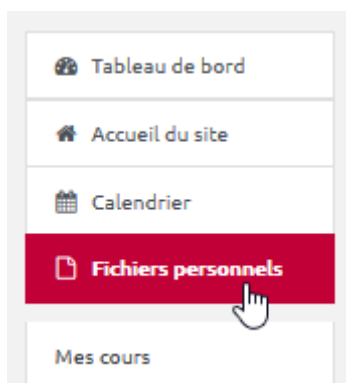 Tableau de bord
Accueil du site
Calendrier
Fichiers personnels
Mes cours